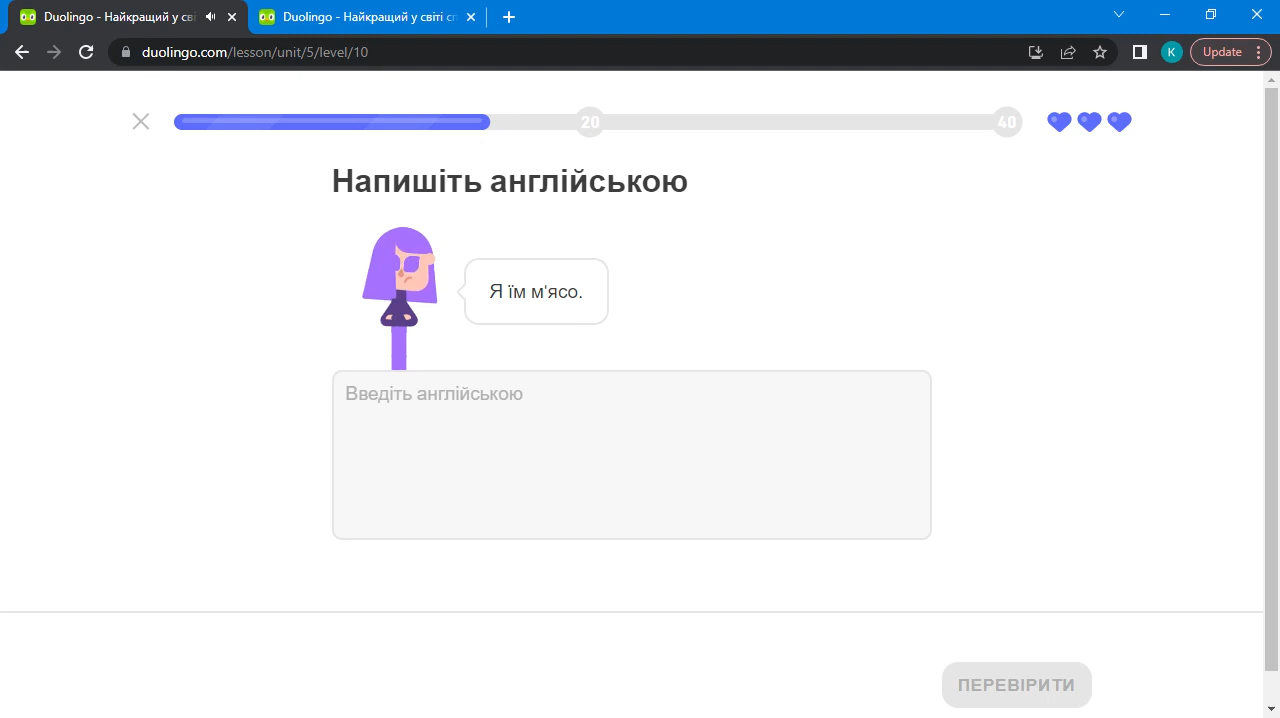 Duolingo - Найкращий у сві
Duolingo - Найкращий у світі сп
duolingo.com/lesson/unit/5/level/10
K
Update
20
40
Напишіть англійською
Я їм м'ясо.
Введіть англійською
ПЕРЕВІРИТИ